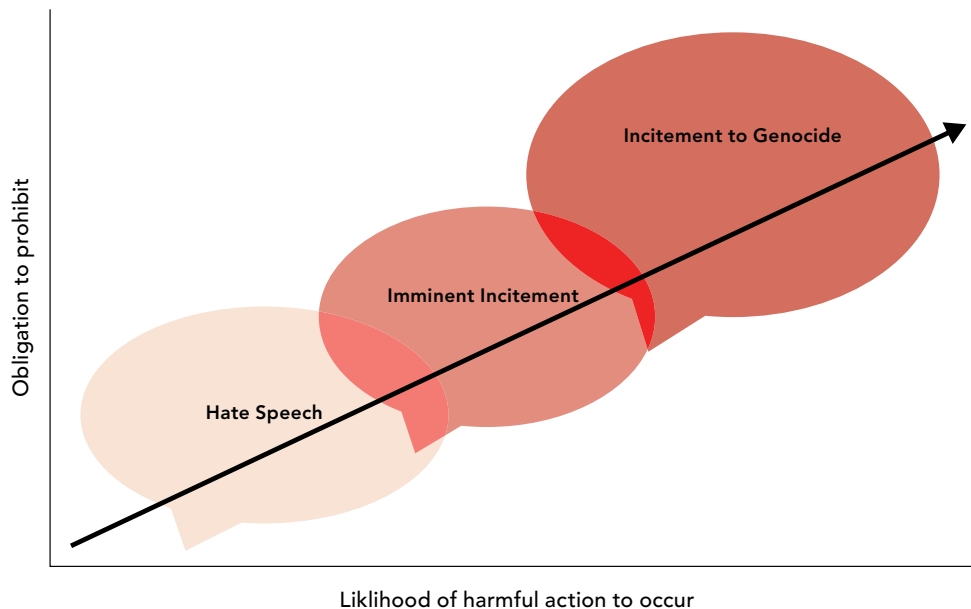 Incitement to Genocide
Imminent Incitement
Hate Speech
Obligation to prohibit
Liklihood of harmful action to occur